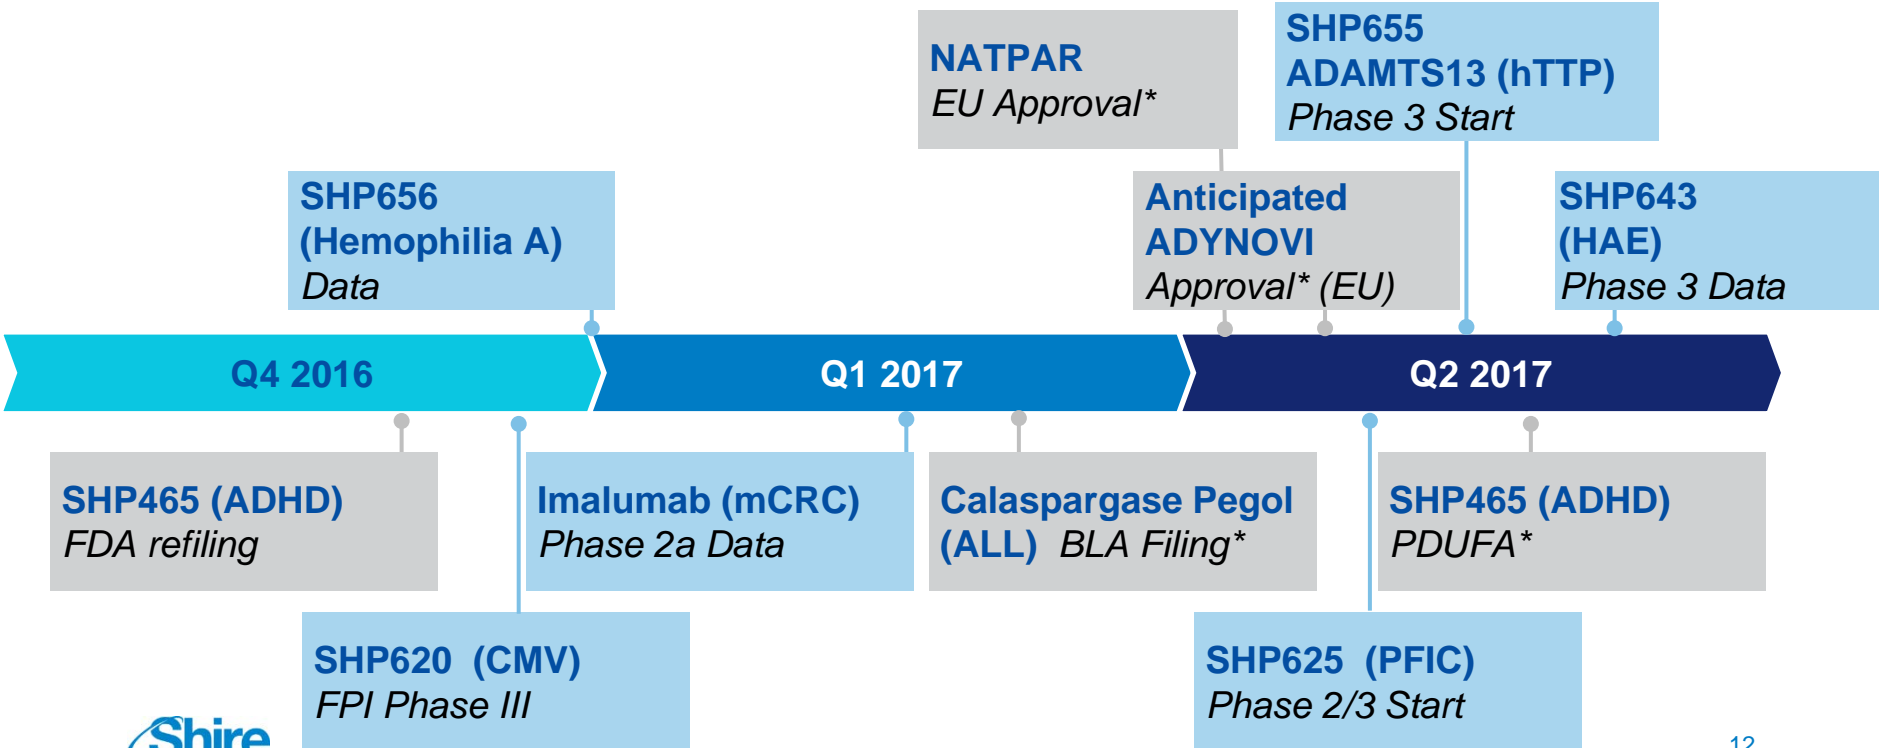 NATPAR
EU Approval*
SHP655
ADAMTS13 (hTTP)
Phase 3 Start
SHP656
(Hemophilia A)
Data
Anticipated
ADYNOVI
Approval* (EU)
SHP643
(HAE)
Phase 3 Data
Q4 2016
Q1 2017
Q2 2017
SHP465 (ADHD)
FDA refiling
Imalumab (mCRC)
Phase 2a Data
Calaspargase Pegol
(ALL)  BLA Filing*
SHP465 (ADHD)
PDUFA*
SHP620  (CMV)
FPI Phase III
SHP625  (PFIC)
Phase 2/3 Start
Shire
12